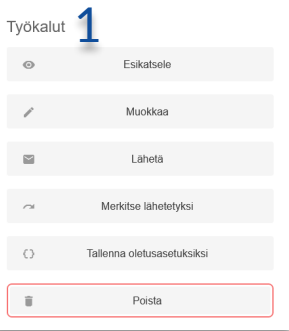 Työkalut 1
Esikatsele
Muokkaa
Lähetä
Merkitse lähetetyksi
Tallenna oletusasetuksiksi
Poista